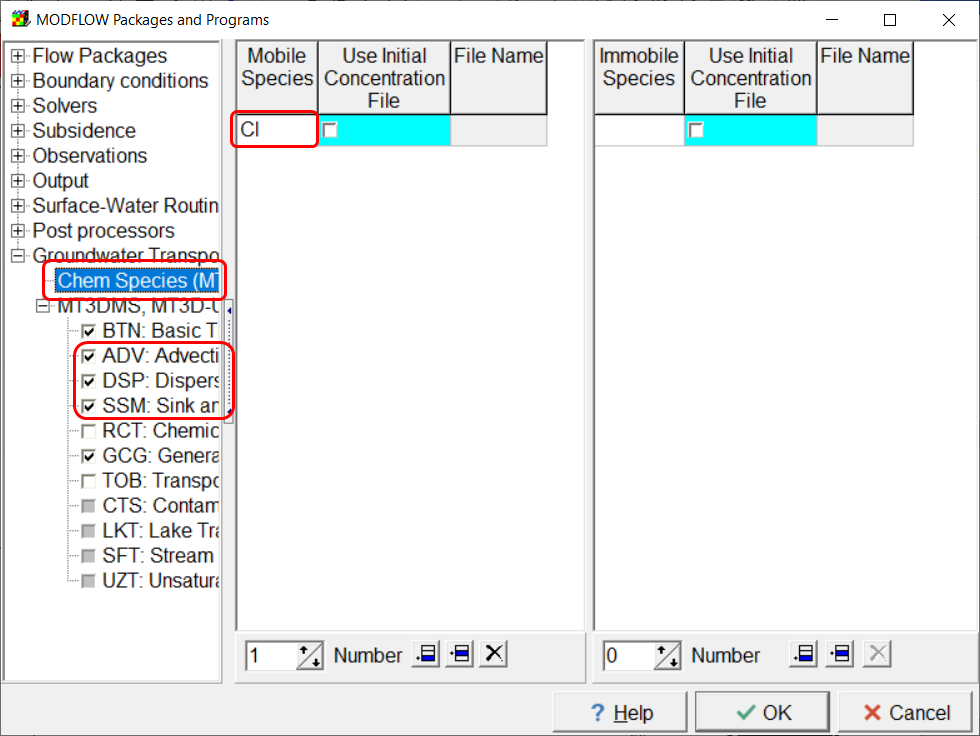 MODFLOW Packages and Programs
Flow Packages
Boundary conditions
Solvers
Subsidence
Observations
Output
Surface-Water Routin
Post processors
Groundwater Transpo
Chem Species (MT
MT3DMS, MT3D-U
BTN: Basic T
ADV: Advecti
DSP: Dispers
SSM: Sink an
RCT: Chemic
GCG: Genera
TOB: Transpo
CTS: Contam
LKT: Lake Tra
SFT: Stream
UZT: Unsatura
Mobile Species
Use Initial Concentration File
File Name
Cl
1 Number
Immobile Species
Use Initial Concentration File
File Name
0 Number
? Help
OK
Cancel